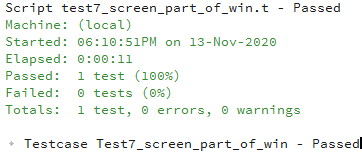 Script test7_screen_part_of_win.t - Passed
Machine: (local)
Started: 06:10:51PM on 13-Nov-2020
Elapsed: 0:00:11
Passed: 1 test (100%)
Failed: 0 tests (0%)
Totals: 1 test, 0 errors, 0 warnings
Testcase Test7_screen_part_of_win - Passed